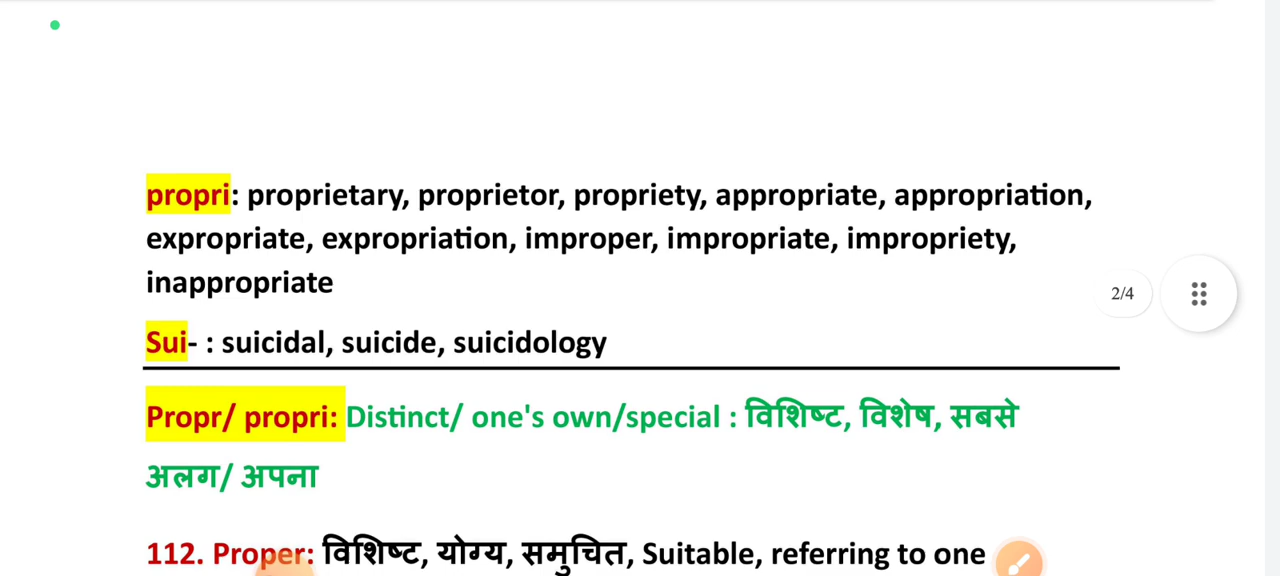 propri: proprietary, proprietor, propriety, appropriate, appropriation,
expropriate, expropriation, improper, impropriate, impropriety,
inappropriate
2/4
Sui- : suicidal, suicide, suicidology
Propr/ propri: Distinct/ one's own/special : विशिष्ट, विशेष, सबसे
अलग/ अपना
112. Proper: विशिष्ट, योग्य, समुचित, Suitable, referring to one